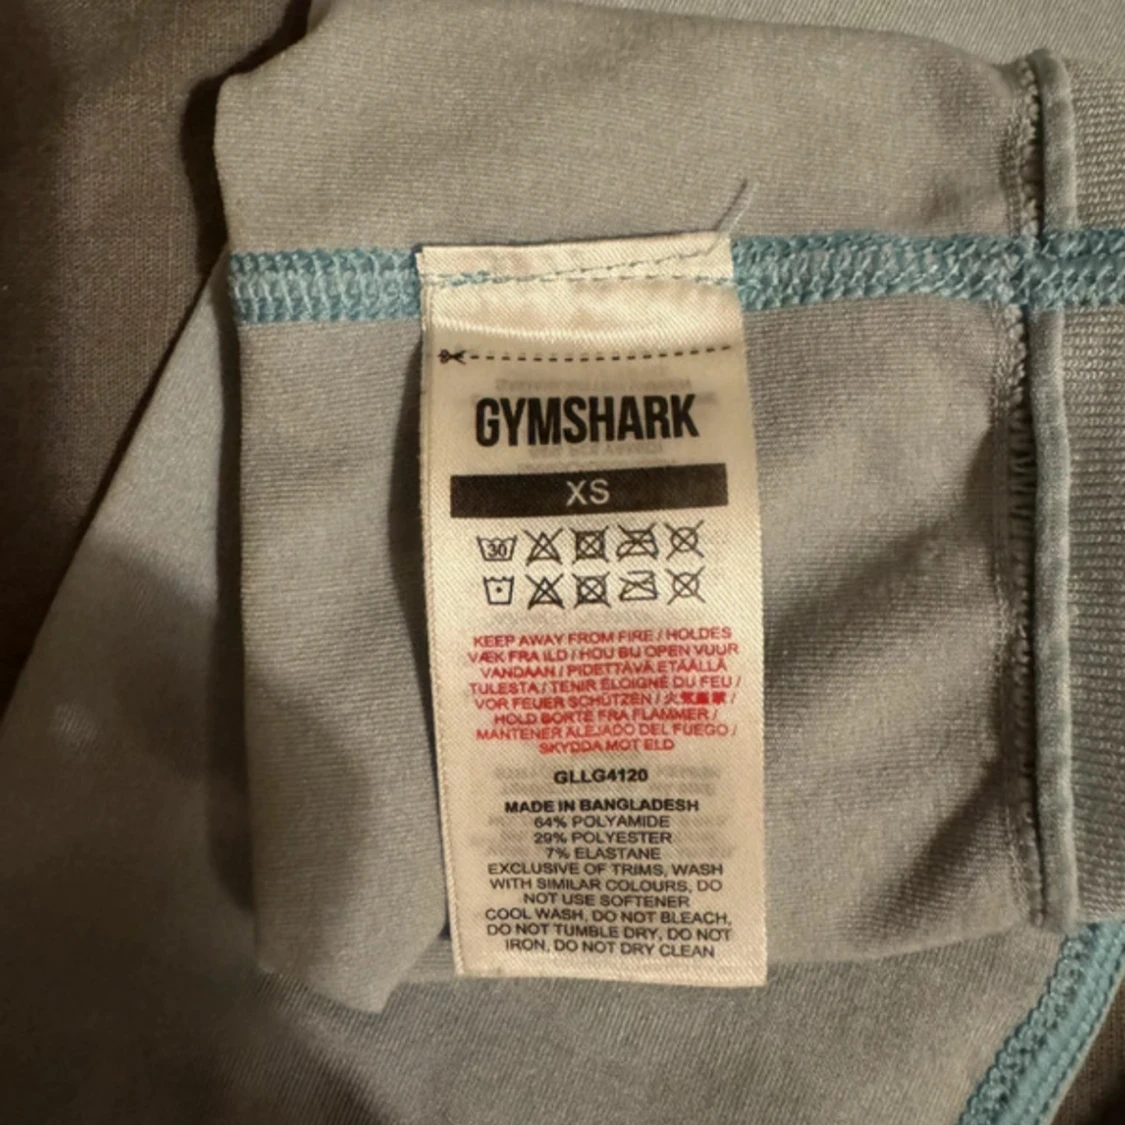 GYMSHARK
XS
30
KEEP AWAY FROM FIRE / HOLDES
VÆK FRA ILD / HOU BIJ OPEN VUUR
VANDAAN / PIDETTÄVÄ ETÄÄLLÄ
TULESTA / TENIR ÉLOIGNÉ DU FEU /
VOR FEUER SCHÜTZEN / 火気厳禁 /
HOLD BORTE FRA FLAMMER /
MANTENER ALEJADO DEL FUEGO /
SKYDDA MOT ELD
GLLG4120
MADE IN BANGLADESH
64% POLYAMIDE
29% POLYESTER
7% ELASTANE
EXCLUSIVE OF TRIMS, WASH
WITH SIMILAR COLOURS, DO
NOT USE SOFTENER
COOL WASH, DO NOT BLEACH,
DO NOT TUMBLE DRY, DO NOT
IRON, DO NOT DRY CLEAN